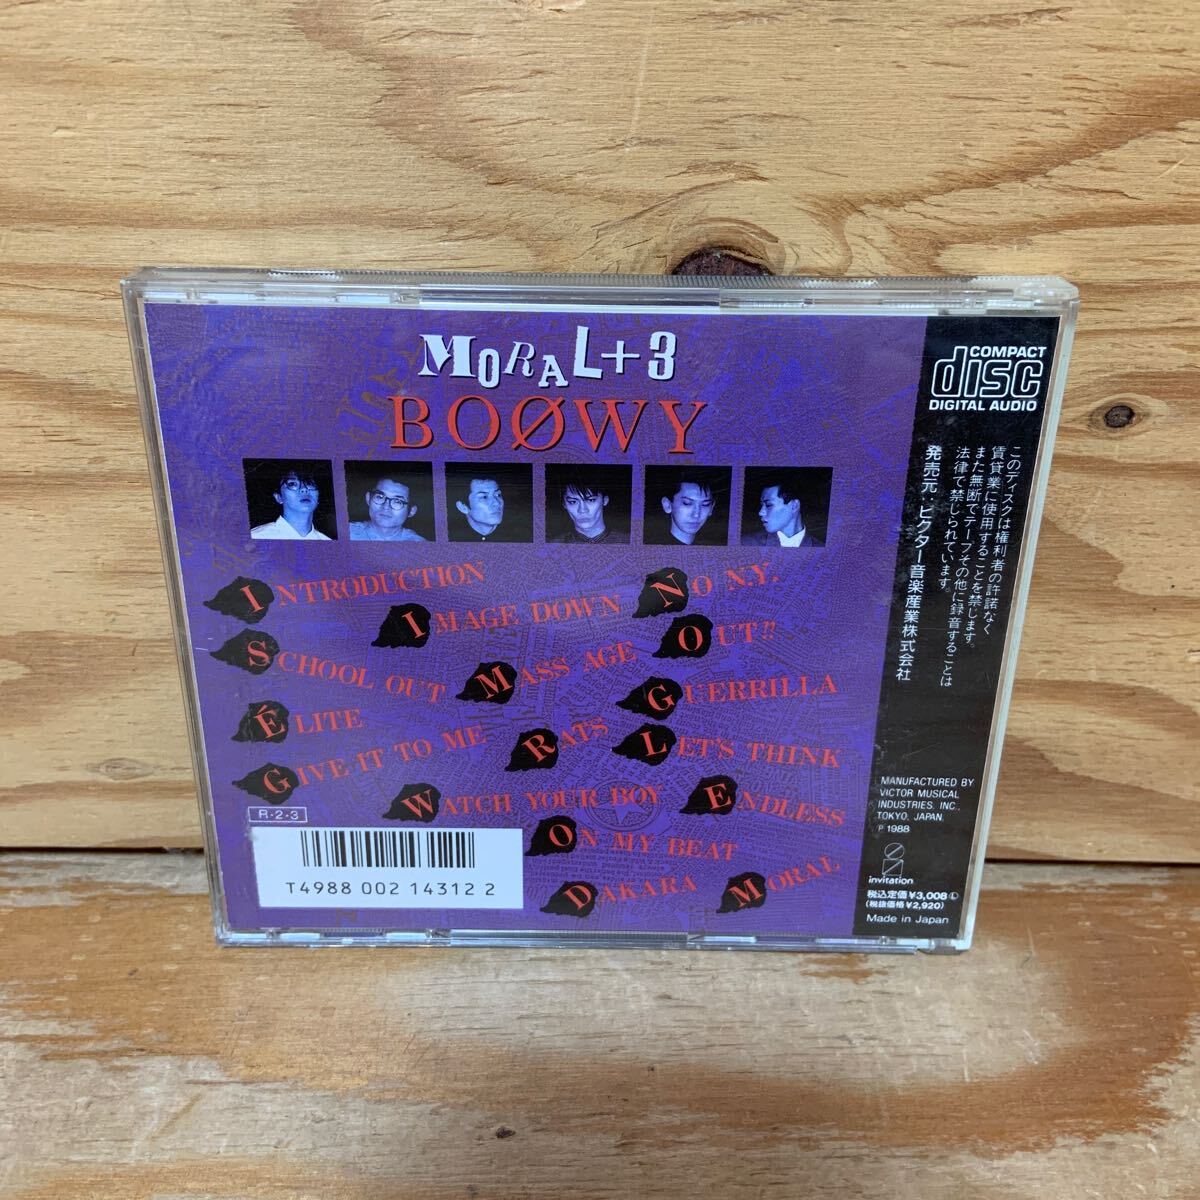 MORAL+3
BOØWY
INTRODUCTION
IMAGE DOWN
NO N.Y.
SCHOOL OUT
MASS AGE
OUT!!
ÉLITE
GUERRILLA
GIVE IT TO ME
RATS
LET'S THINK
WATCH YOUR BOY
ENDLESS
ON MY BEAT
DAKARA
MORAL
R-2-3
T4988 002 14312 2
COMPACT
disc
DIGITAL AUDIO
このディスクは権利者の許諾なく
賃貸業に使用することを禁じます。
また無断でテープその他に録音することは
法律で禁じられています。
発売元：ビクター音楽産業株式会社
MANUFACTURED BY
VICTOR MUSICAL
INDUSTRIES, INC.,
TOKYO, JAPAN.
℗ 1988
invitation
税込定価¥3,008Ⓛ
(税抜価格¥2,920)
Made in Japan